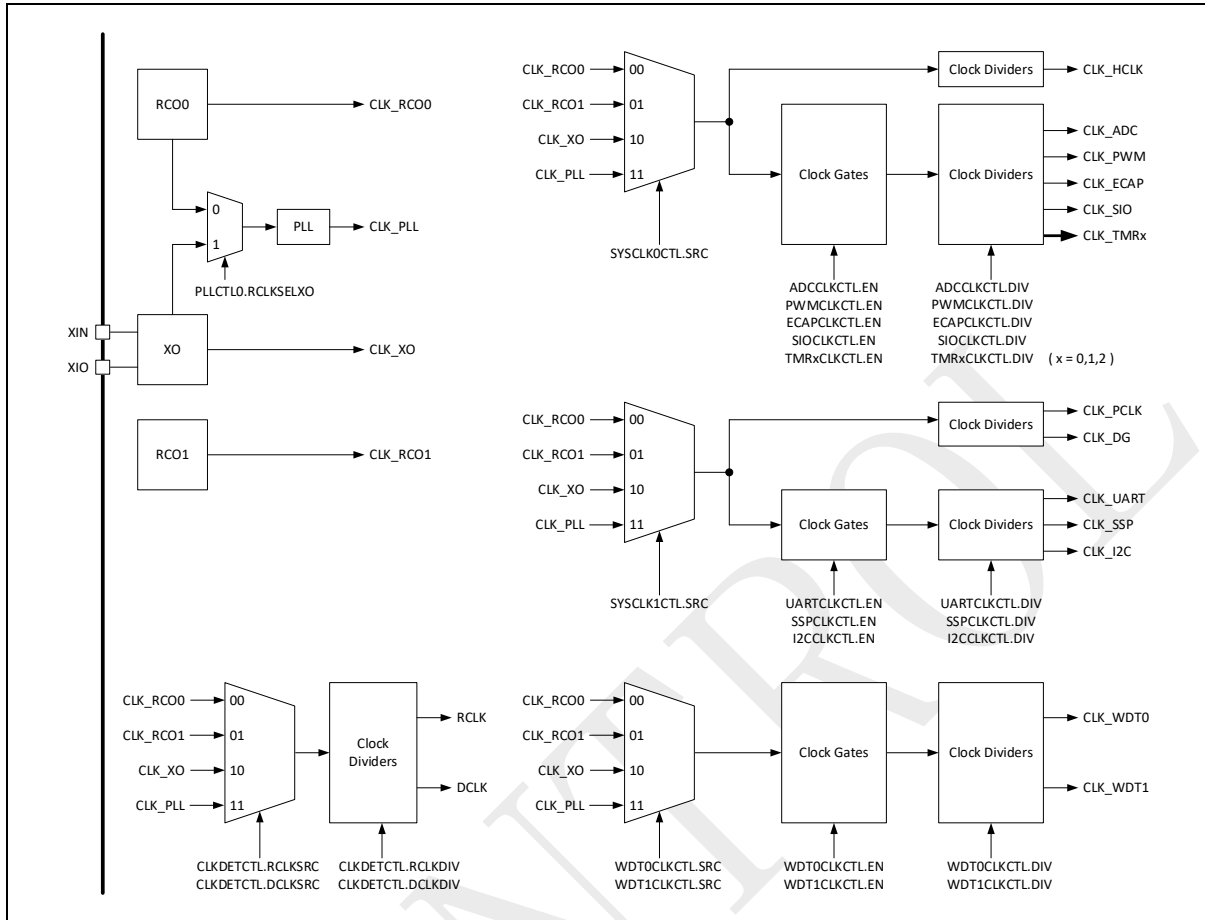 RCO0
CLK_RCO0
0
1
PLL
CLK_PLL
PLLCTL0.RCLKSELXO
XIN
XIO
XO
CLK_XO
RCO1
CLK_RCO1
CLK_RCO0
CLK_RCO1
CLK_XO
CLK_PLL
00
01
10
11
SYSCLK0CTL.SRC
Clock Dividers
CLK_HCLK
Clock Gates
Clock Dividers
CLK_ADC
CLK_PWM
CLK_ECAP
CLK_SIO
CLK_TMRx
ADCCLKCTL.EN
PWMCLKCTL.EN
ECAPCLKCTL.EN
SIOCLKCTL.EN
TMRxCLKCTL.EN
ADCCLKCTL.DIV
PWMCLKCTL.DIV
ECAPCLKCTL.DIV
SIOCLKCTL.DIV
TMRxCLKCTL.DIV ( x = 0,1,2 )
CLK_RCO0
CLK_RCO1
CLK_XO
CLK_PLL
00
01
10
11
SYSCLK1CTL.SRC
Clock Dividers
CLK_PCLK
CLK_DG
Clock Gates
Clock Dividers
CLK_UART
CLK_SSP
CLK_I2C
UARTCLKCTL.EN
SSPCLKCTL.EN
I2CCLKCTL.EN
UARTCLKCTL.DIV
SSPCLKCTL.DIV
I2CCLKCTL.DIV
CLK_RCO0
CLK_RCO1
CLK_XO
CLK_PLL
00
01
10
11
Clock
Dividers
RCLK
DCLK
CLKDETCTL.RCLKSRC
CLKDETCTL.DCLKSRC
CLKDETCTL.RCLKDIV
CLKDETCTL.DCLKDIV
CLK_RCO0
CLK_RCO1
CLK_XO
CLK_PLL
00
01
10
11
Clock Gates
Clock Dividers
CLK_WDT0
CLK_WDT1
WDT0CLKCTL.SRC
WDT1CLKCTL.SRC
WDT0CLKCTL.EN
WDT1CLKCTL.EN
WDT0CLKCTL.DIV
WDT1CLKCTL.DIV